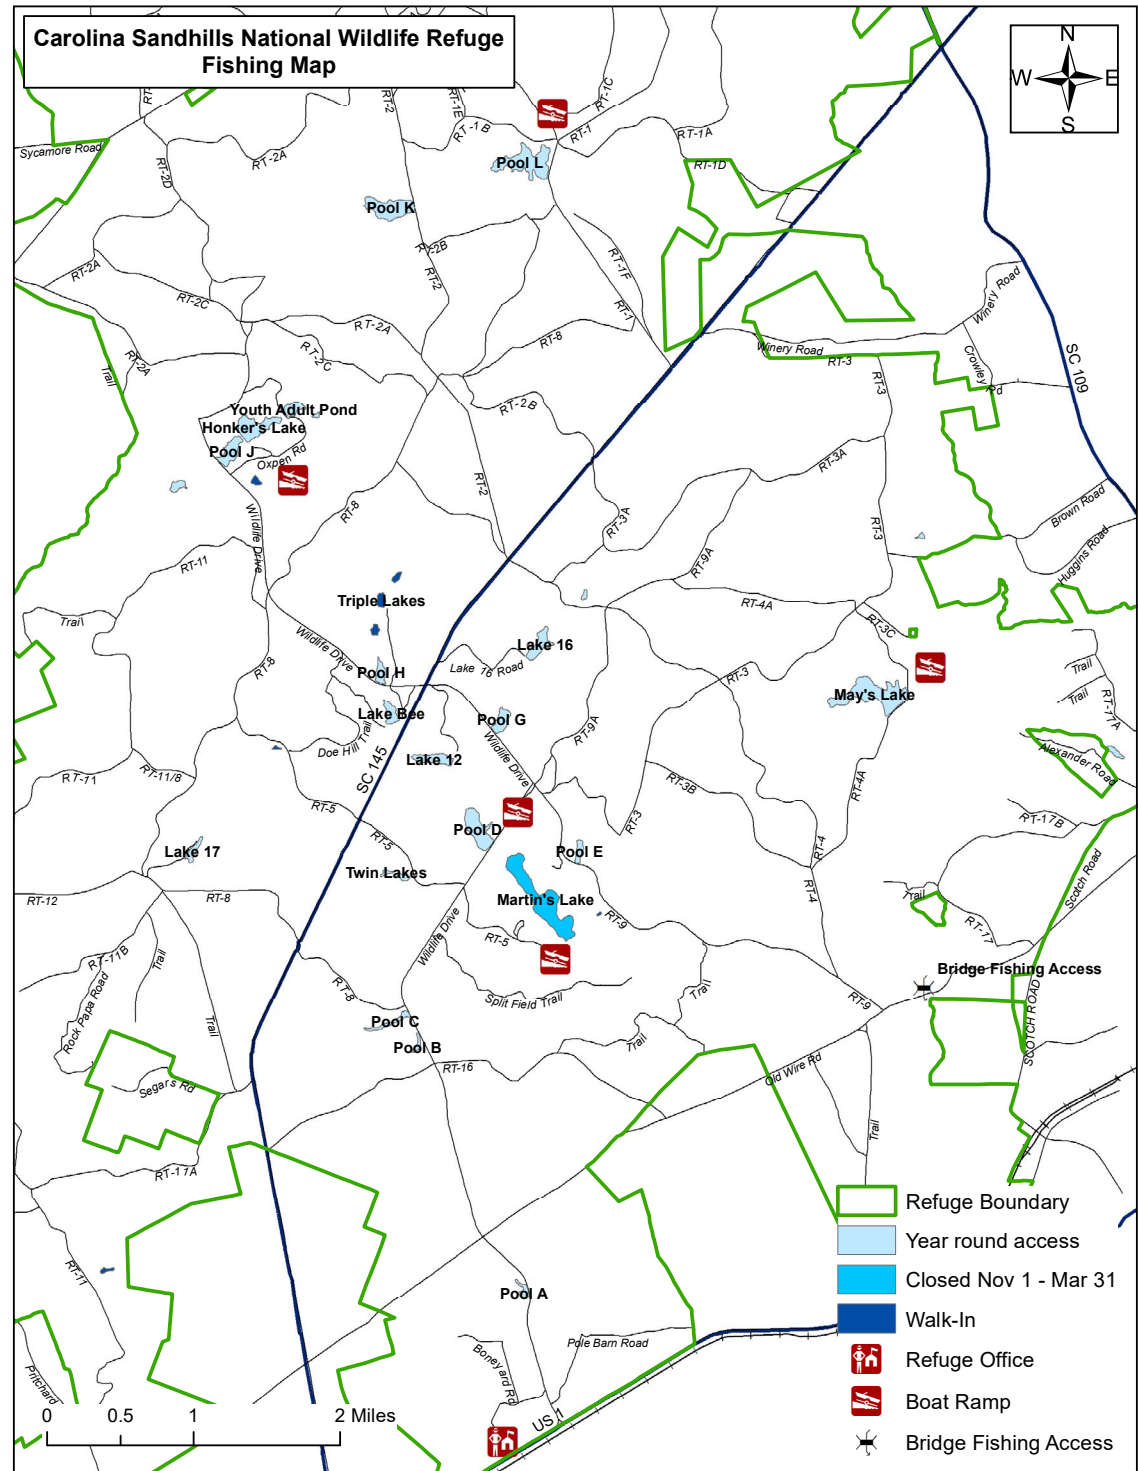 Carolina Sandhills National Wildlife Refuge
Fishing Map
N
W
E
S
RT-2
RT-1E
RT-1C
RT-1B
RT-1
RT-1A
RT-1D
Sycamore Road
RT-2D
RT-2A
Pool L
Pool K
RT-2B
RT-2
RT-1F
RT-1
RT-2A
RT-2C
RT-2A
RT-2C
RT-8
Winery Road
Winery Road
Crowley Rd
SC 109
RT-3
RT-3
RT-2A
Trail
Youth Adult Pond
Honker's Lake
Pool J
Oxpen Rd
RT-2B
RT-2
RT-3A
RT-3A
RT-3
Brown Road
Huggins Road
Wildlife Drive
RT-8
RT-11
RT-9A
RT-4A
RT-3C
Trail
Triple Lakes
Wildlife Drive
Lake 16
Lake 16 Road
Pool H
RT-8
RT-3
May's Lake
Trail
Trail
RT-17A
Lake Bee
Pool G
Doe Hill Trail
SC 145
Lake 12
Wildlife Drive
RT-9A
Alexander Road
RT-11
RT-11/8
RT-5
RT-5
RT-3B
RT-4A
RT-3
RT-4
RT-17B
Pool D
Pool E
Lake 17
Twin Lakes
Scotch Road
RT-12
RT-8
Martin's Lake
RT-4
Trail
RT-17
RT-9
Wildlife Drive
RT-5
RT-11B
Trail
Bridge Fishing Access
RT-8
Split Field Trail
Trail
RT-9
Rock Papa Road
Trail
Pool C
Pool B
Trail
SCOTCH ROAD
RT-16
Old Wire Rd
Segars Rd
Trail
RT-11A
RT-11
Pool A
Pole Barn Road
Boneyard Rd
Pritchard
US 1
0
0.5
1
2 Miles
Refuge Boundary
Year round access
Closed Nov 1 - Mar 31
Walk-In
Refuge Office
Boat Ramp
Bridge Fishing Access